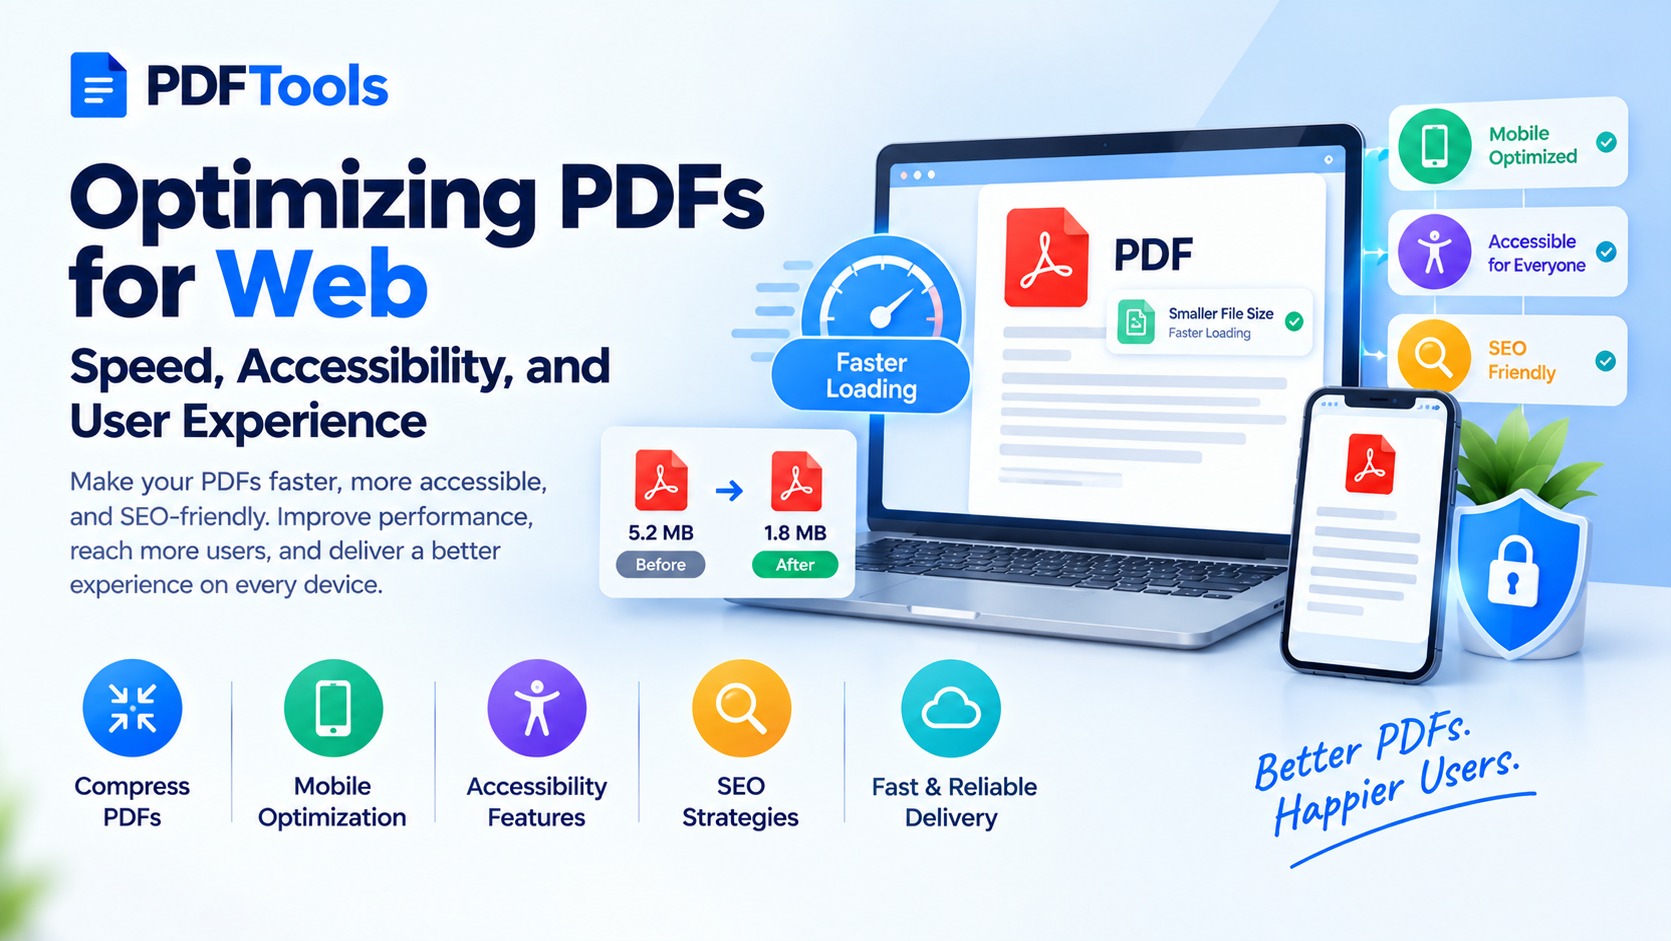 PDFTools
Optimizing PDFs
for Web
Speed, Accessibility, and
User Experience
Make your PDFs faster, more accessible,
and SEO-friendly. Improve performance,
reach more users, and deliver a better
experience on every device.
Faster
Loading
5.2 MB
Before
1.8 MB
After
PDF
Smaller File Size
Faster Loading
Mobile
Optimized
Accessible
for Everyone
SEO
Friendly
Compress
PDFs
Mobile
Optimization
Accessibility
Features
SEO
Strategies
Fast & Reliable
Delivery
Better PDFs.
Happier Users.